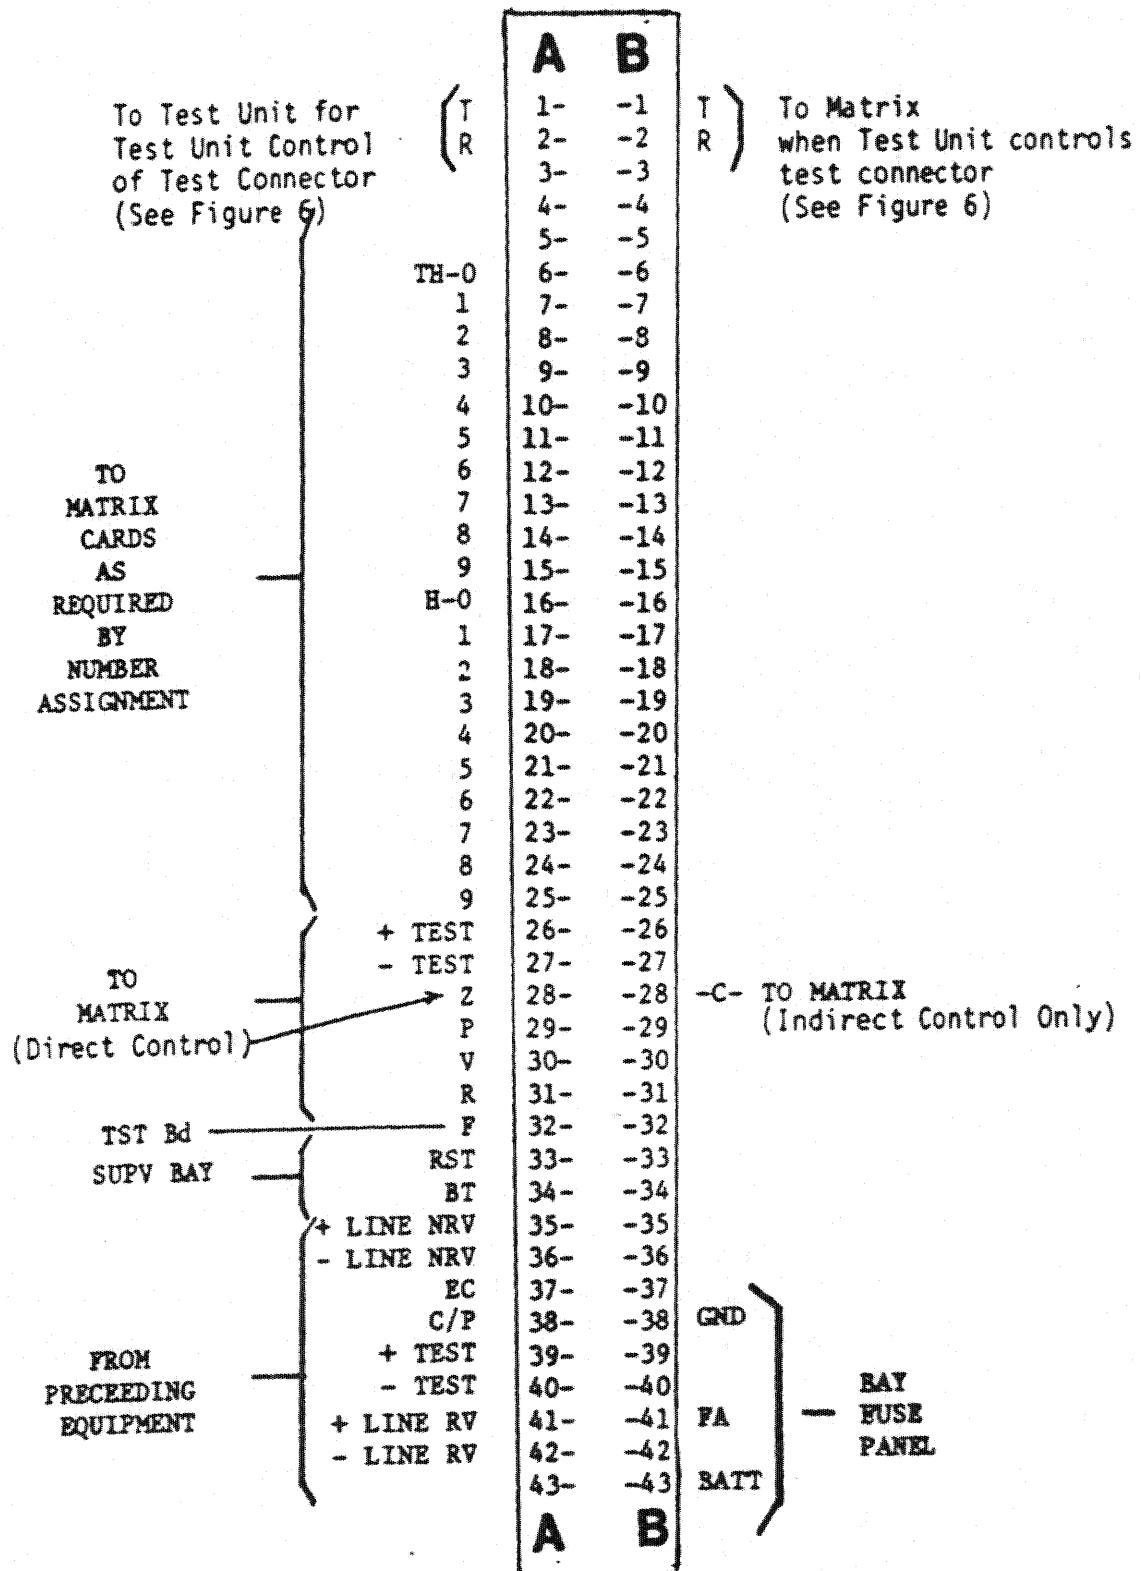 A B
To Test Unit for ( T 1- -1 T ) To Matrix
Test Unit Control R 2- -2 R when Test Unit controls
of Test Connector 3- -3 test connector
(See Figure 6) 4- -4 (See Figure 6)
5- -5
TH-0 6- -6
1 7- -7
2 8- -8
3 9- -9
4 10- -10
5 11- -11
TO 6 12- -12
MATRIX 7 13- -13
CARDS 8 14- -14
AS 9 15- -15
REQUIRED H-0 16- -16
BY 1 17- -17
NUMBER 2 18- -18
ASSIGNMENT 3 19- -19
4 20- -20
5 21- -21
6 22- -22
7 23- -23
8 24- -24
9 25- -25
+ TEST 26- -26
- TEST 27- -27
TO Z 28- -28 -C- TO MATRIX
MATRIX P 29- -29 (Indirect Control Only)
(Direct Control) V 30- -30
R 31- -31
TST Bd F 32- -32
SUPV BAY RST 33- -33
BT 34- -34
+ LINE NRV 35- -35
- LINE NRV 36- -36
EC 37- -37
C/P 38- -38 GND
FROM + TEST 39- -39
PRECEEDING - TEST 40- -40 BAY
EQUIPMENT + LINE RV 41- -41 FA FUSE
- LINE RV 42- -42 PANEL
43- -43 BATT
A B